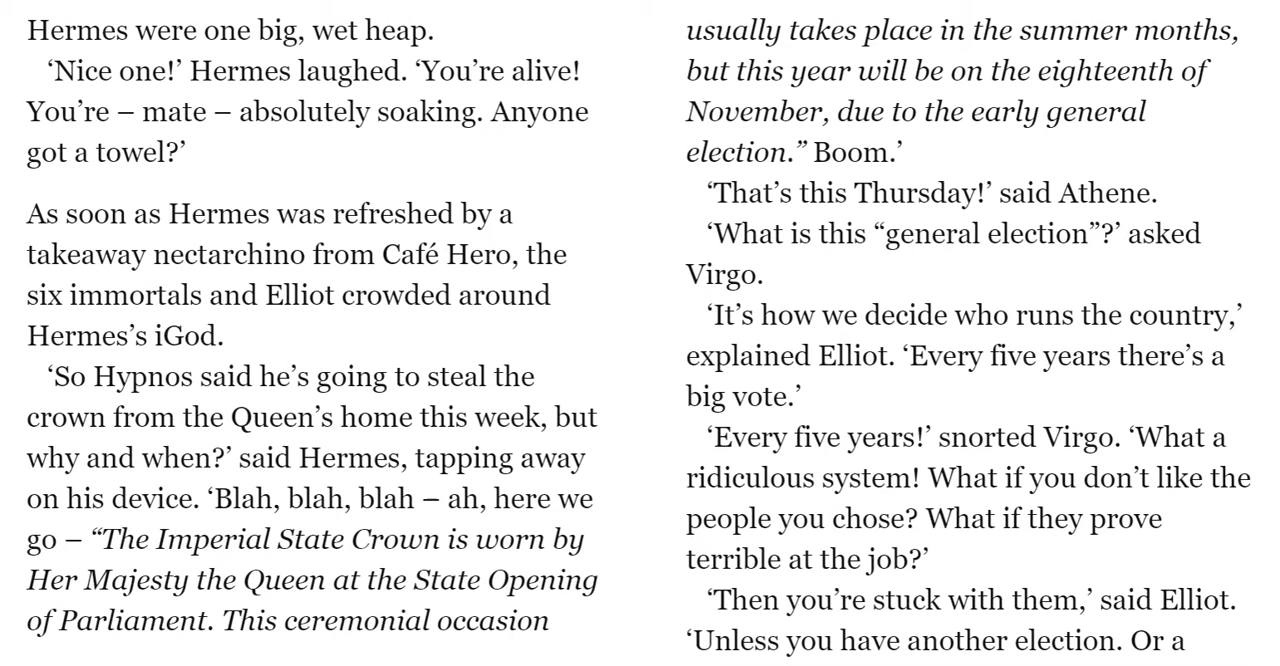 Hermes were one big, wet heap.
‘Nice one!’ Hermes laughed. ‘You’re alive!
You’re – mate – absolutely soaking. Anyone
got a towel?’
As soon as Hermes was refreshed by a
takeaway nectarchino from Café Hero, the
six immortals and Elliot crowded around
Hermes’s iGod.
‘So Hypnos said he’s going to steal the
crown from the Queen’s home this week, but
why and when?’ said Hermes, tapping away
on his device. ‘Blah, blah, blah – ah, here we
go – “The Imperial State Crown is worn by
Her Majesty the Queen at the State Opening
of Parliament. This ceremonial occasion
usually takes place in the summer months,
but this year will be on the eighteenth of
November, due to the early general
election.” Boom.’
‘That’s this Thursday!’ said Athene.
‘What is this “general election”?’ asked
Virgo.
‘It’s how we decide who runs the country,’
explained Elliot. ‘Every five years there’s a
big vote.’
‘Every five years!’ snorted Virgo. ‘What a
ridiculous system! What if you don’t like the
people you chose? What if they prove
terrible at the job?’
‘Then you’re stuck with them,’ said Elliot.
‘Unless you have another election. Or a